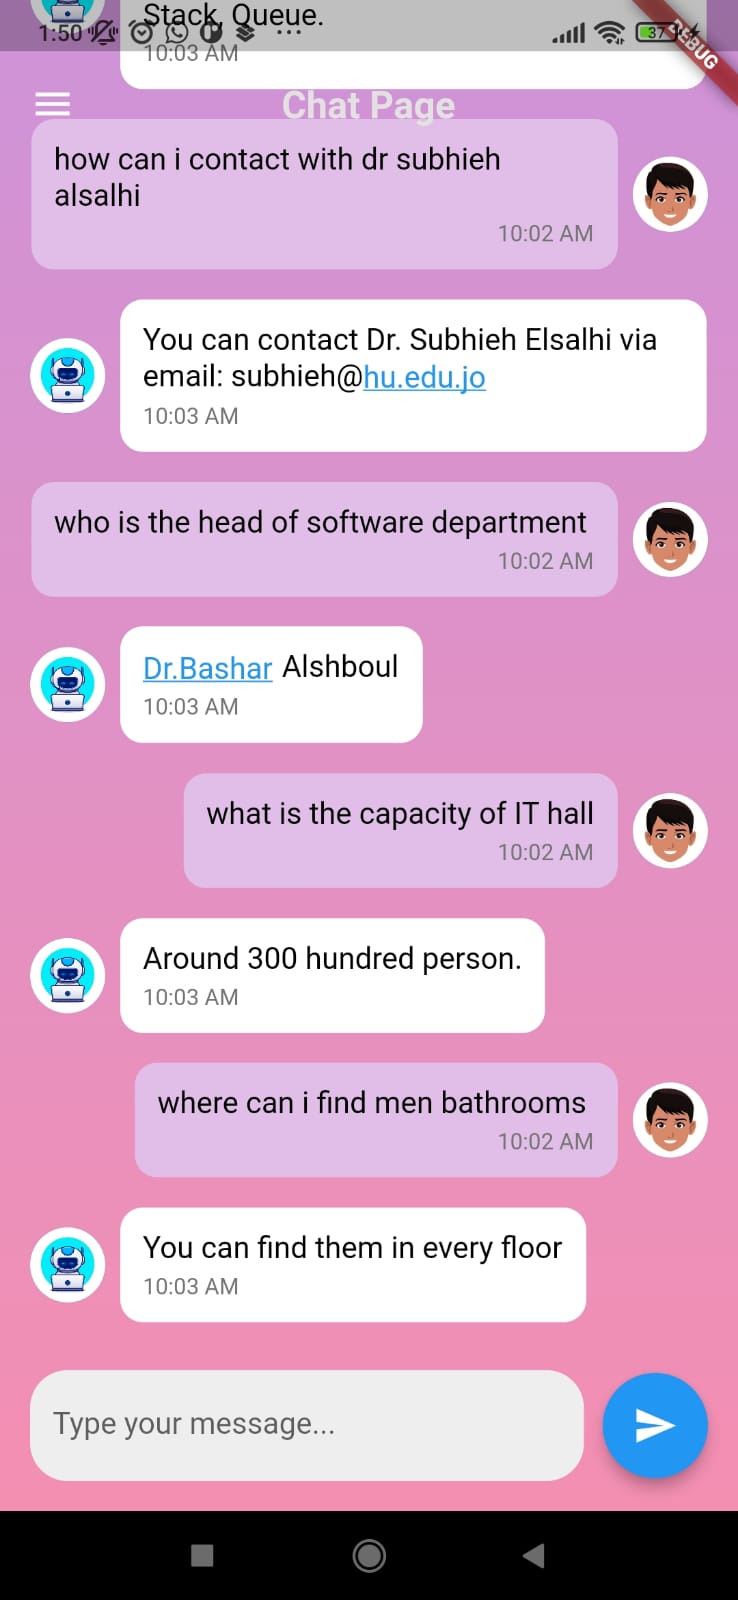 Stack, Queue.
1:50
37
DEBUG
10:03 AM
Chat Page
how can i contact with dr subhieh
alsalhi
10:02 AM
You can contact Dr. Subhieh Elsalhi via
email: subhieh@hu.edu.jo
10:03 AM
who is the head of software department
10:02 AM
Dr.Bashar Alshboul
10:03 AM
what is the capacity of IT hall
10:02 AM
Around 300 hundred person.
10:03 AM
where can i find men bathrooms
10:02 AM
You can find them in every floor
10:03 AM
Type your message...